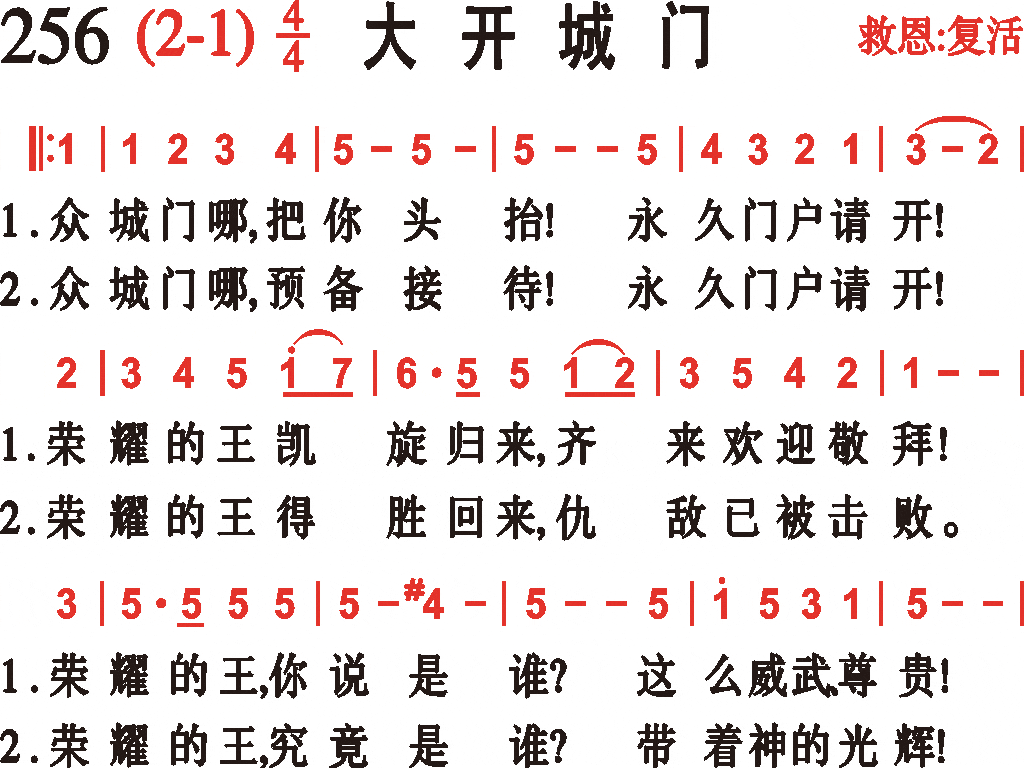 256 (2-1) 4/4 大开城门 救恩:复活
‖:1 | 1 2 3 4 | 5 - 5 - | 5 - - 5 | 4 3 2 1 | 3 - 2 |
1.众城门哪,把你头抬!永久门户请开!
2.众城门哪,预备接待!永久门户请开!
2 | 3 4 5 i 7 | 6 · 5 5 1 2 | 3 5 4 2 | 1 - - |
1.荣耀的王凯旋归来,齐来欢迎敬拜!
2.荣耀的王得胜回来,仇敌已被击败。
3 | 5 · 5 5 5 | 5 - #4 - | 5 - - 5 | i 5 3 1 | 5 - - |
1.荣耀的王,你说是谁?这么威武、尊贵!
2.荣耀的王,究竟是谁?带着神的光辉!